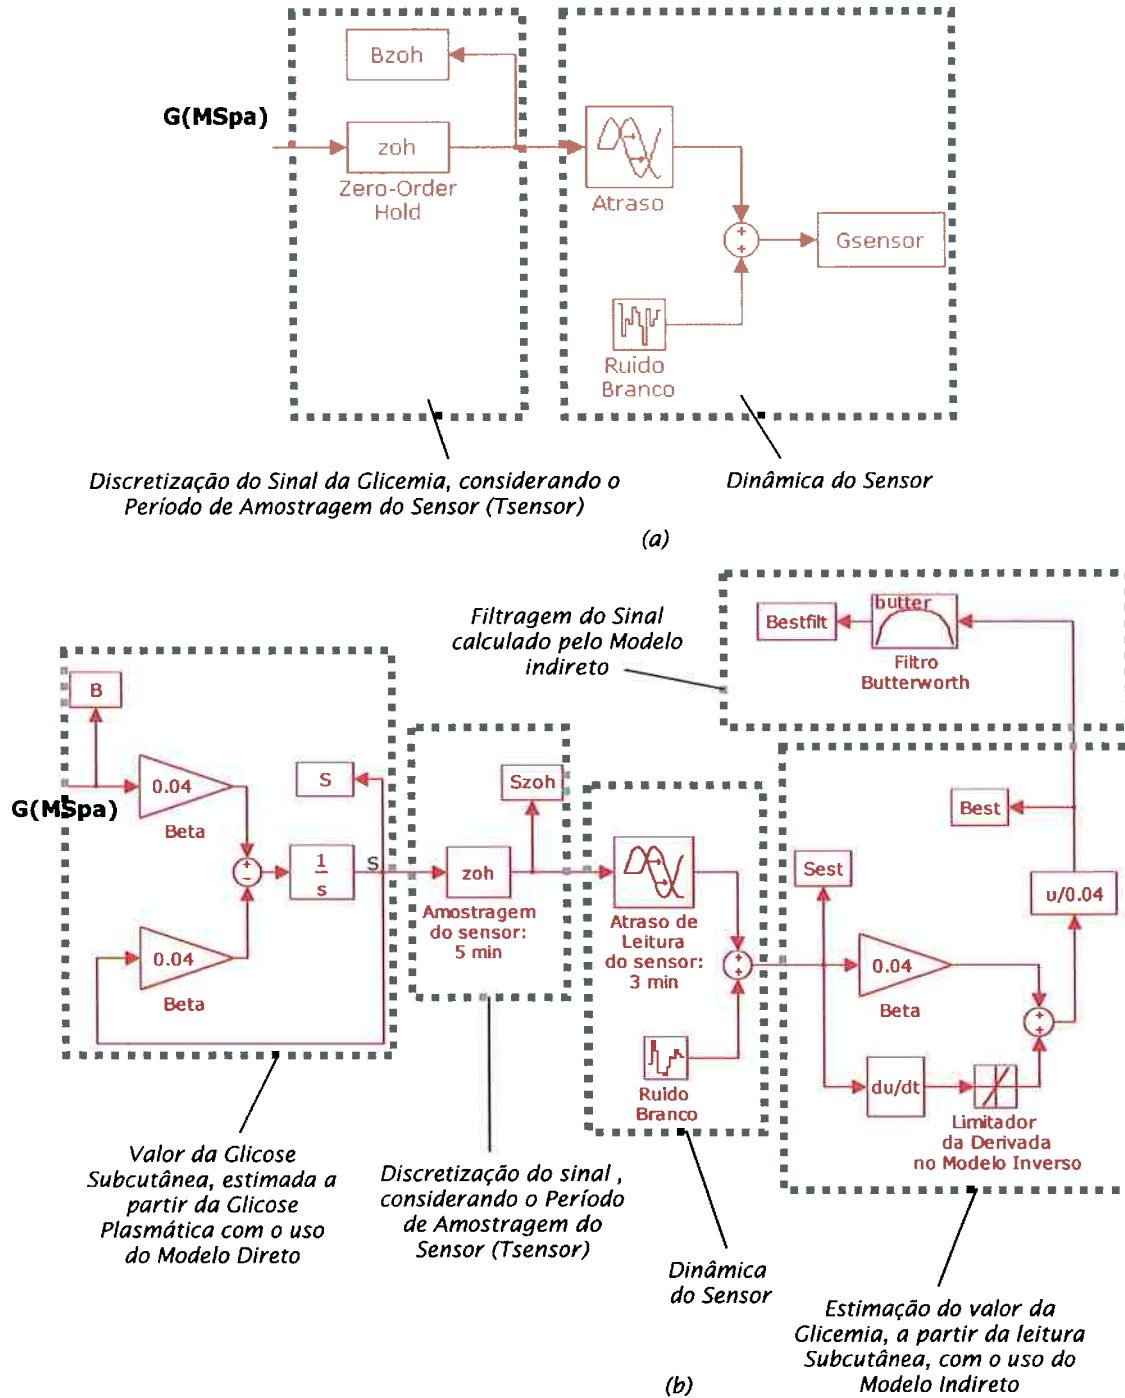 Bzoh
G(MSpa)
zoh
Zero-Order
Hold
Atraso
+
+
Gsensor
Ruido
Branco
Discretização do Sinal da Glicemia, considerando o
Período de Amostragem do Sensor (Tsensor)
Dinâmica do Sensor
(a)
Filtragem do Sinal
calculado pelo Modelo
indireto
Bestfilt
butter
Filtro
Butterworth
B
G(MSpa)
0.04
Beta
S
+
−
1
s
S
0.04
Beta
Szoh
zoh
Amostragem
do sensor:
5 min
Atraso de
Leitura
do sensor:
3 min
+
+
Ruido
Branco
Best
Sest
u/0.04
0.04
Beta
+
+
du/dt
Limitador
da Derivada
no Modelo Inverso
Valor da Glicose
Subcutânea, estimada a
partir da Glicose
Plasmática com o uso
do Modelo Direto
Discretização do sinal ,
considerando o Período
de Amostragem do
Sensor (Tsensor)
Dinâmica
do Sensor
Estimação do valor da
Glicemia, a partir da leitura
Subcutânea, com o uso do
Modelo Indireto
(b)